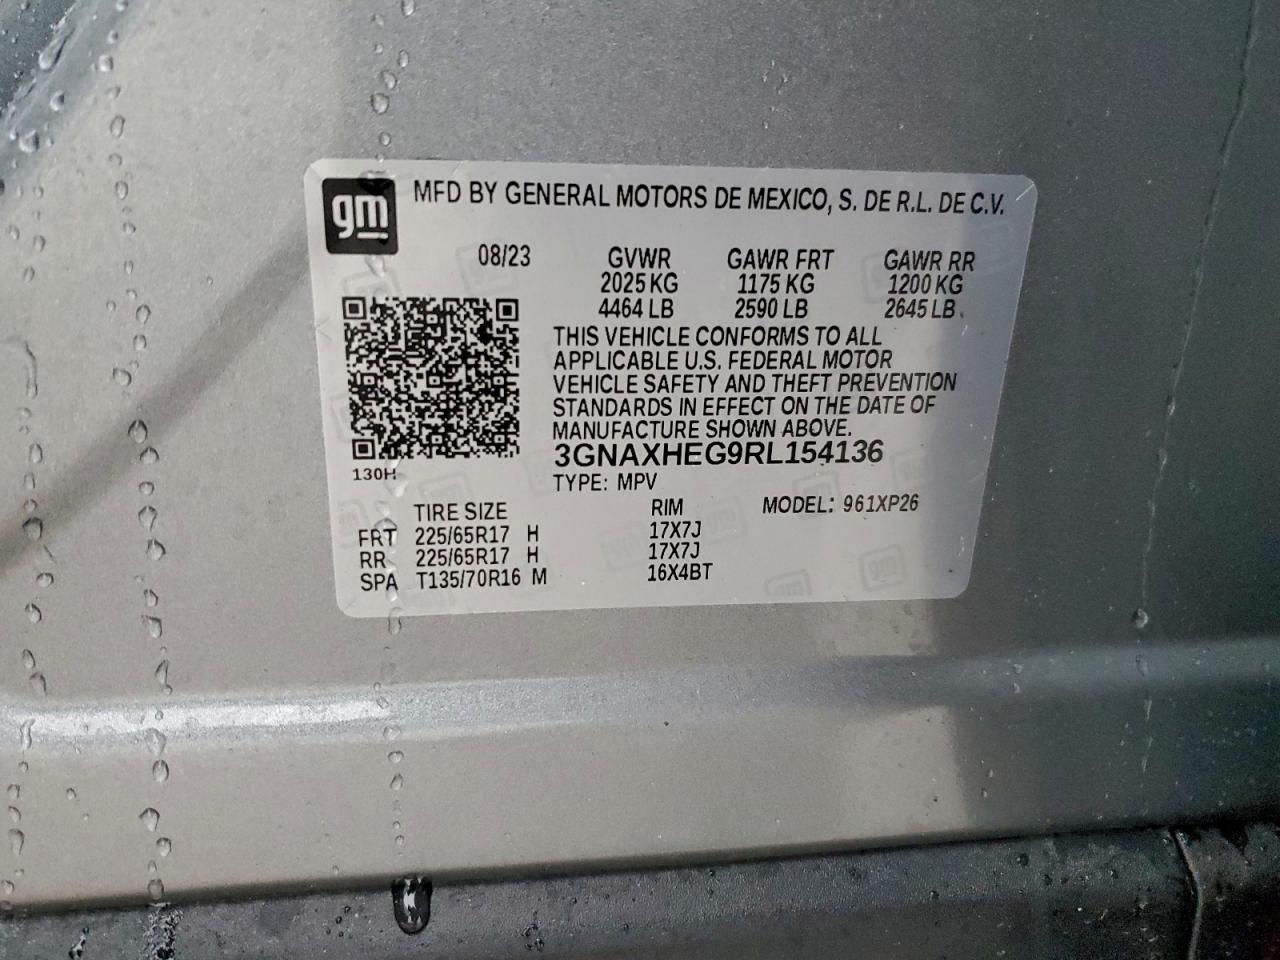 gm
MFD BY GENERAL MOTORS DE MEXICO, S. DE R.L. DE C.V.
08/23 GVWR GAWR FRT GAWR RR
2025 KG 1175 KG 1200 KG
4464 LB 2590 LB 2645 LB
THIS VEHICLE CONFORMS TO ALL
APPLICABLE U.S. FEDERAL MOTOR
VEHICLE SAFETY AND THEFT PREVENTION
STANDARDS IN EFFECT ON THE DATE OF
MANUFACTURE SHOWN ABOVE.
3GNAXHEG9RL154136
130H
TYPE: MPV
TIRE SIZE RIM MODEL: 961XP26
FRT 225/65R17 H 17X7J
RR 225/65R17 H 17X7J
SPA T135/70R16 M 16X4BT